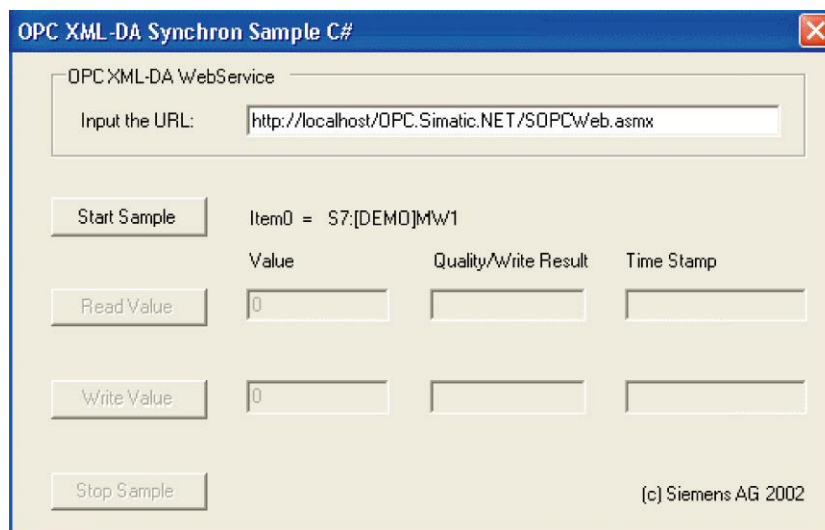 OPC XML-DA Synchron Sample C#
OPC XML-DA WebService
Input the URL: http://localhost/OPC.Simatic.NET/SOPCWeb.asmx
Start Sample Item0 = S7:[DEMO]MW1
Value Quality/Write Result Time Stamp
Read Value 0
Write Value 0
Stop Sample (c) Siemens AG 2002